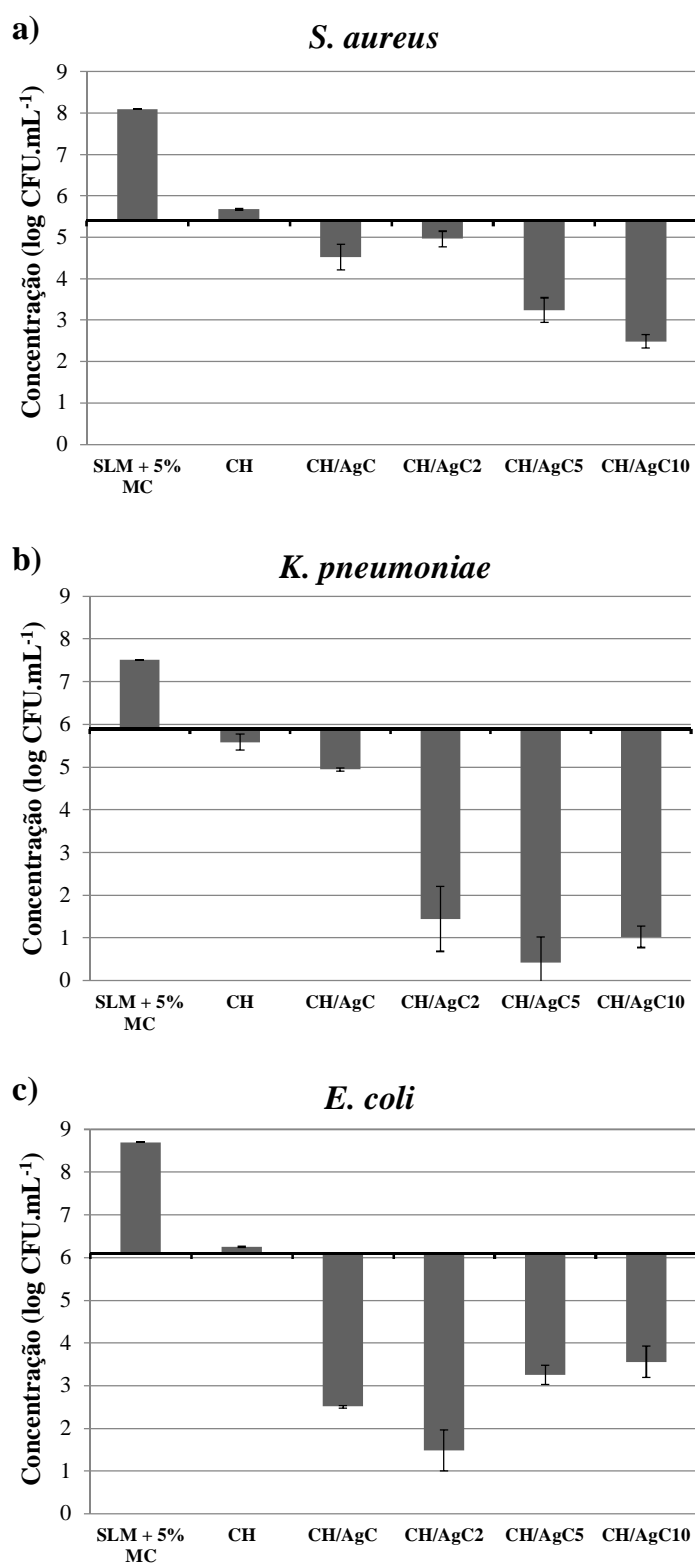 a)
S. aureus
Concentração (log CFU.mL-1)
9
8
7
6
5
4
3
2
1
0
SLM + 5% MC
CH
CH/AgC
CH/AgC2
CH/AgC5
CH/AgC10
b)
K. pneumoniae
Concentração (log CFU.mL-1)
9
8
7
6
5
4
3
2
1
0
SLM + 5% MC
CH
CH/AgC
CH/AgC2
CH/AgC5
CH/AgC10
c)
E. coli
Concentração (log CFU.mL-1)
9
8
7
6
5
4
3
2
1
0
SLM + 5% MC
CH
CH/AgC
CH/AgC2
CH/AgC5
CH/AgC10